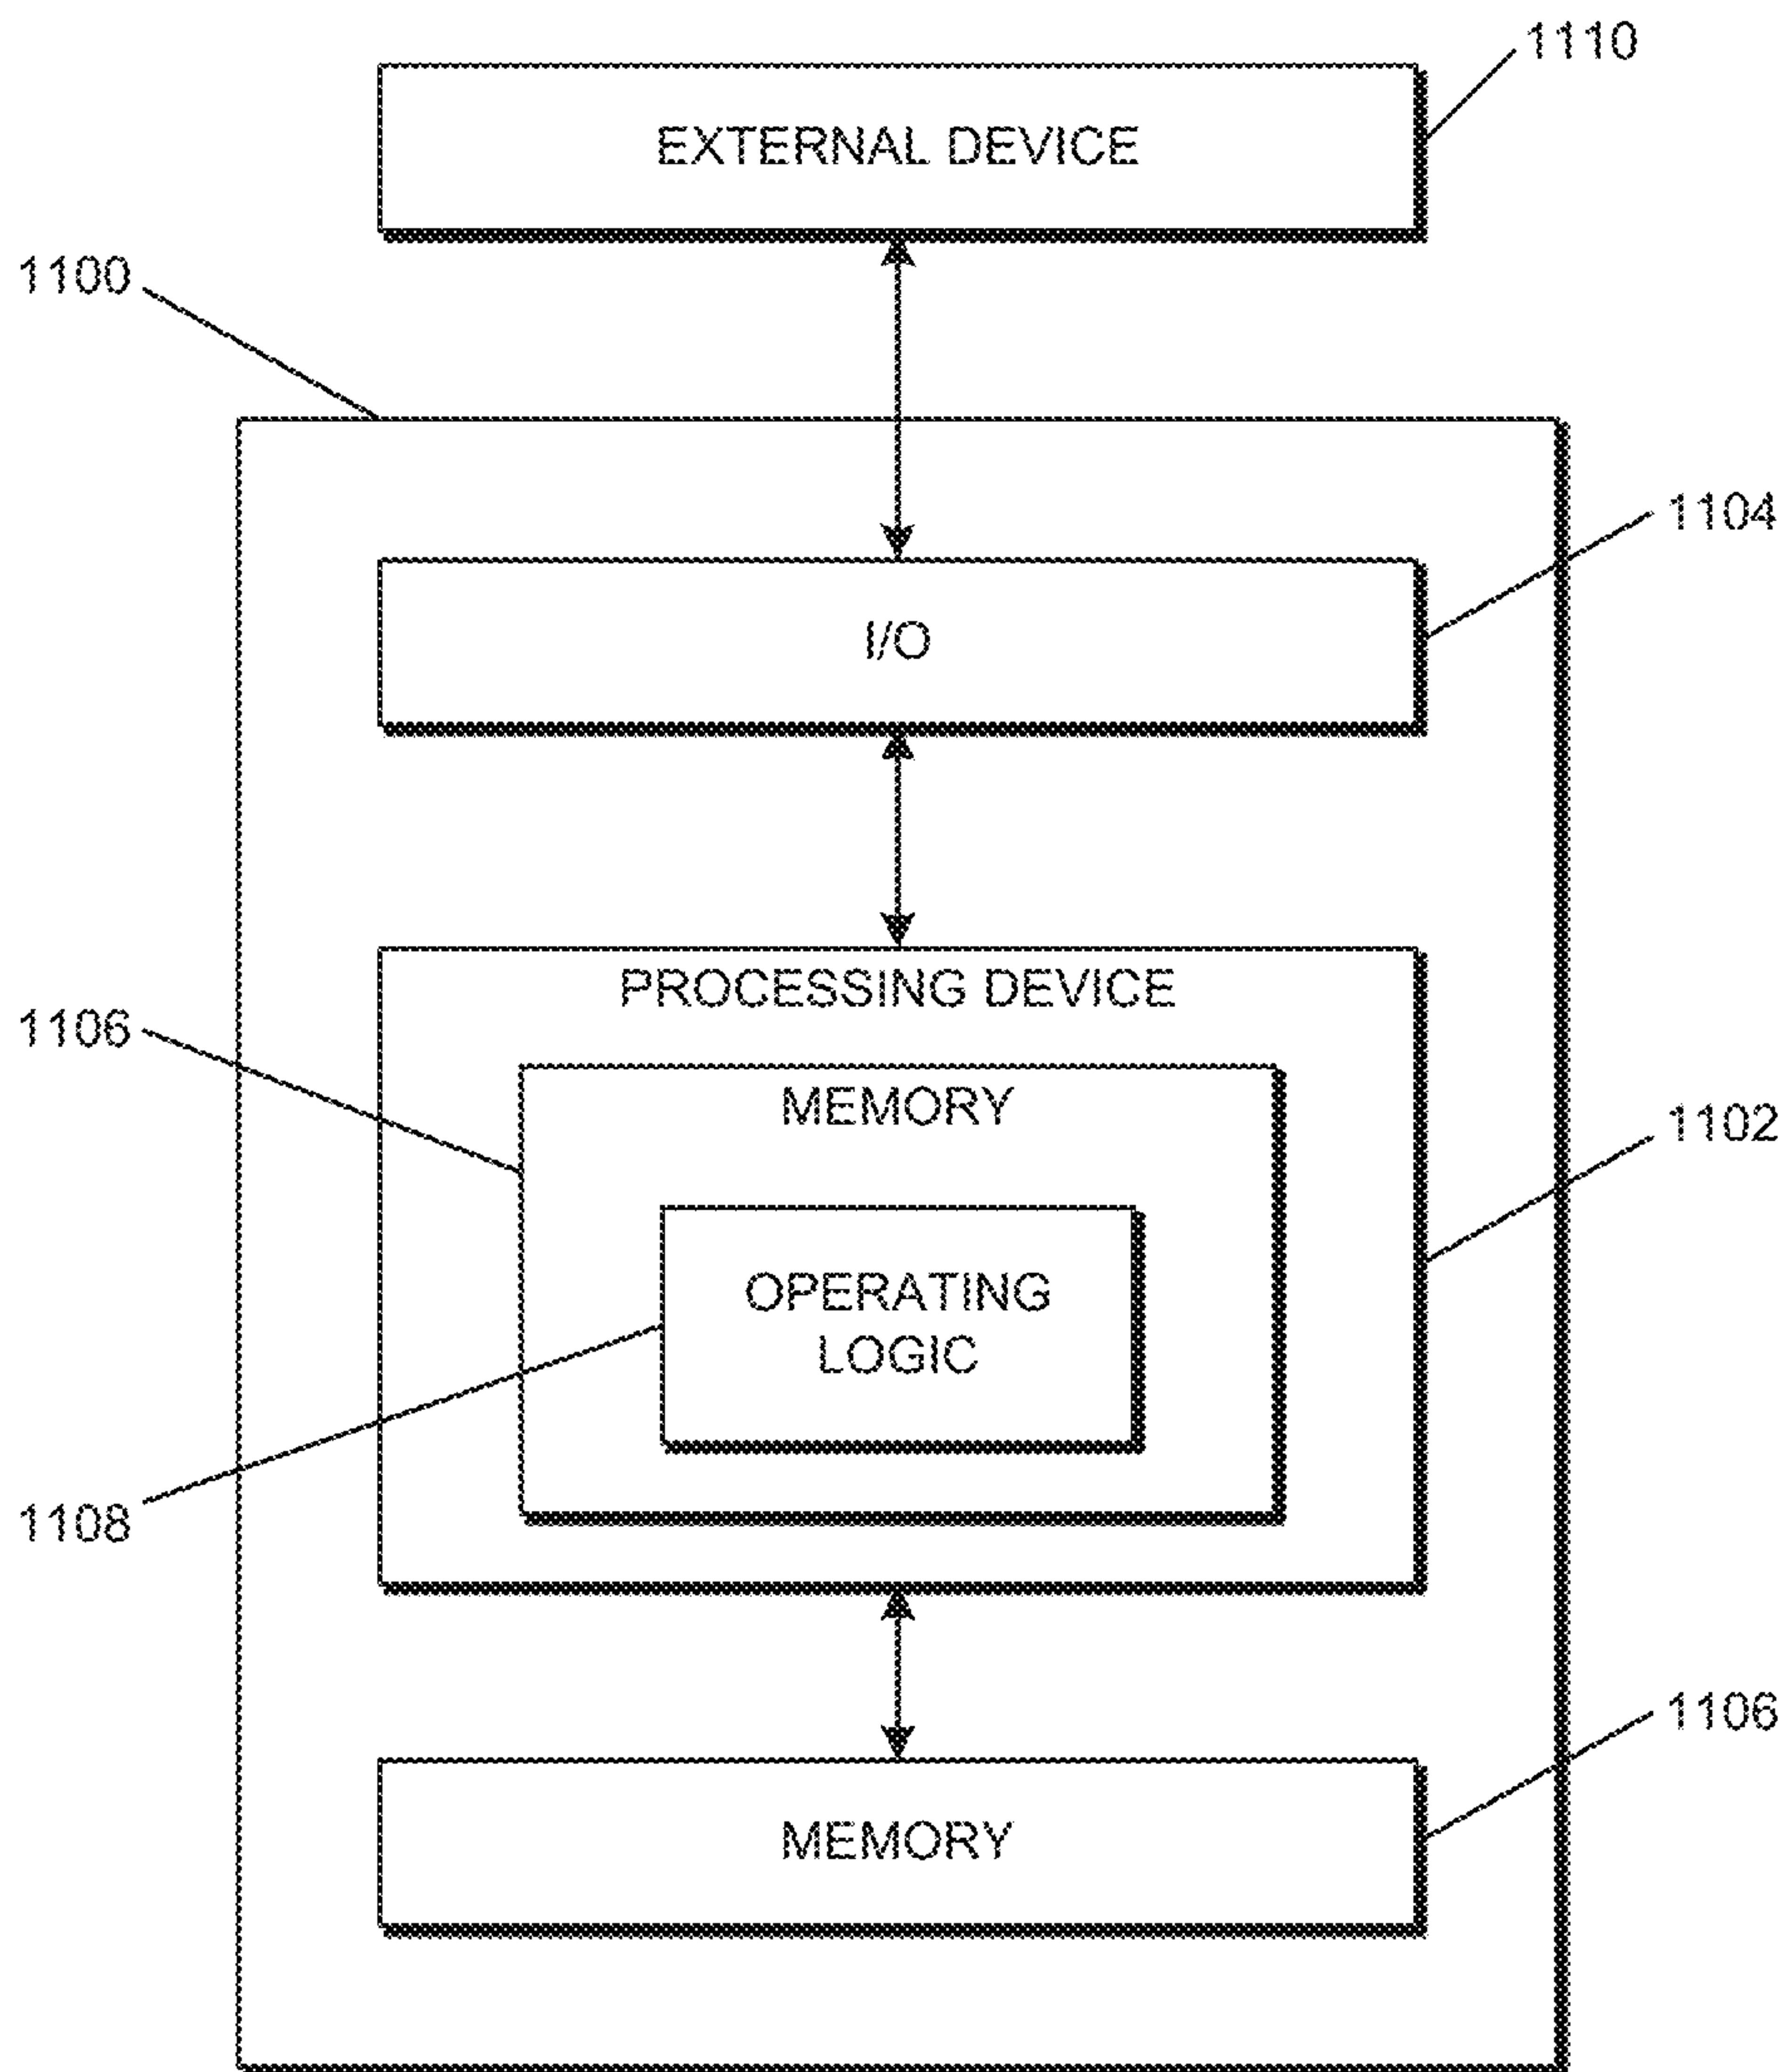 1110
EXTERNAL DEVICE
1100
1104
I/O
PROCESSING DEVICE
1106
MEMORY
1102
OPERATING
LOGIC
1108
1106
MEMORY